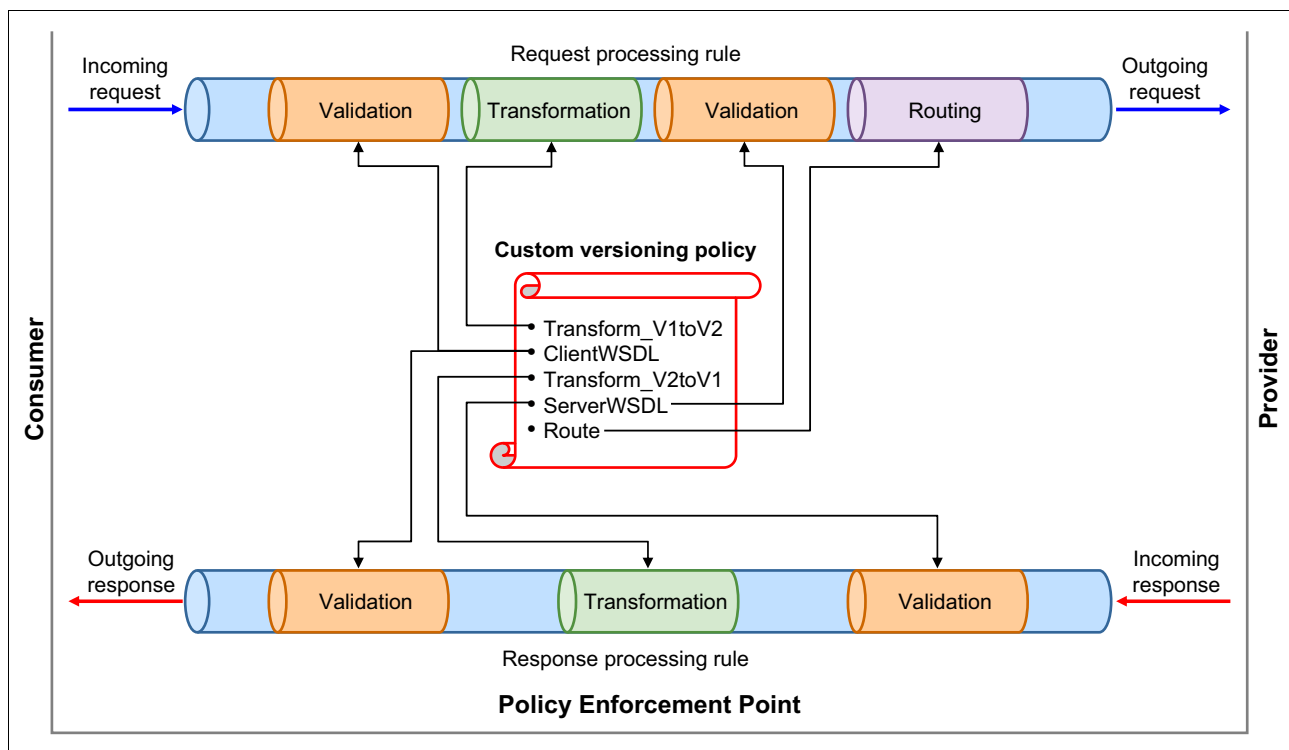 Request processing rule
Incoming
request
Validation
Transformation
Validation
Routing
Outgoing
request
Custom versioning policy
• Transform_V1toV2
• ClientWSDL
• Transform_V2toV1
• ServerWSDL
• Route
Consumer
Provider
Outgoing
response
Validation
Transformation
Validation
Incoming
response
Response processing rule
Policy Enforcement Point